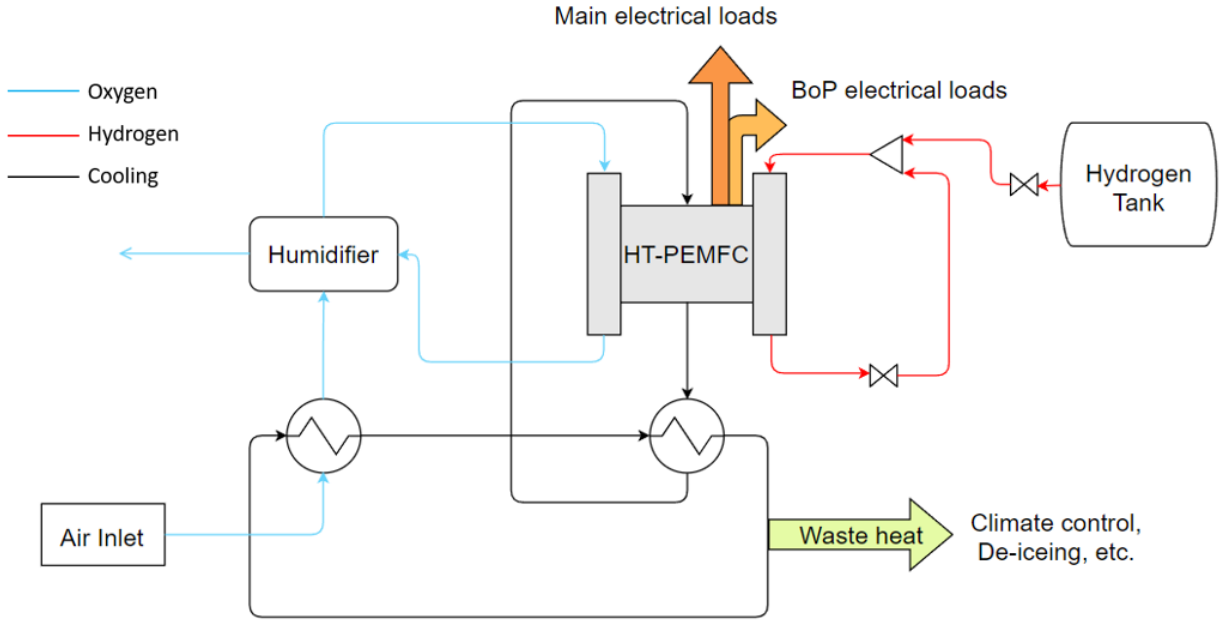 Main electrical loads
Oxygen
BoP electrical loads
Hydrogen
Cooling
Hydrogen
Tank
Humidifier
HT-PEMFC
Air Inlet
Waste heat
Climate control,
De-iceing, etc.